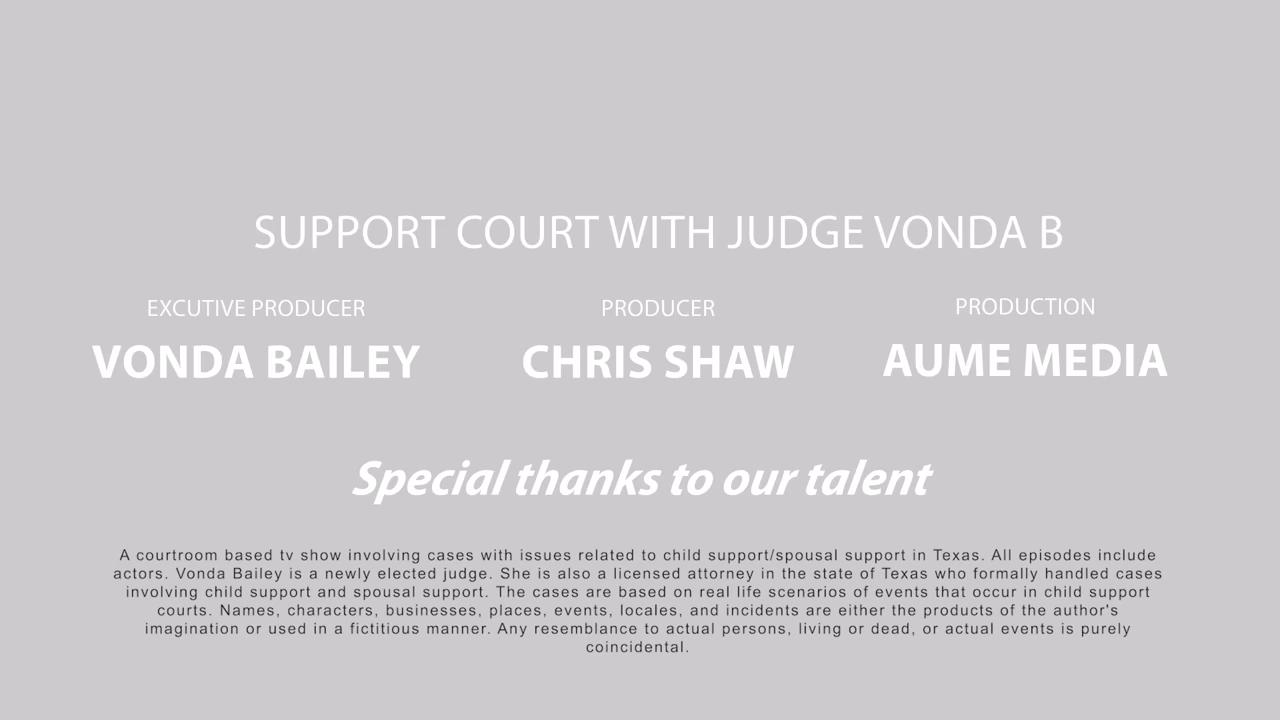 SUPPORT COURT WITH JUDGE VONDA B
EXCUTIVE PRODUCER
VONDA BAILEY
PRODUCER
CHRIS SHAW
PRODUCTION
AUME MEDIA
Special thanks to our talent
A courtroom based tv show involving cases with issues related to child support/spousal support in Texas. All episodes include
actors. Vonda Bailey is a newly elected judge. She is also a licensed attorney in the state of Texas who formally handled cases
involving child support and spousal support. The cases are based on real life scenarios of events that occur in child support
courts. Names, characters, businesses, places, events, locales, and incidents are either the products of the author's
imagination or used in a fictitious manner. Any resemblance to actual persons, living or dead, or actual events is purely
coincidental.